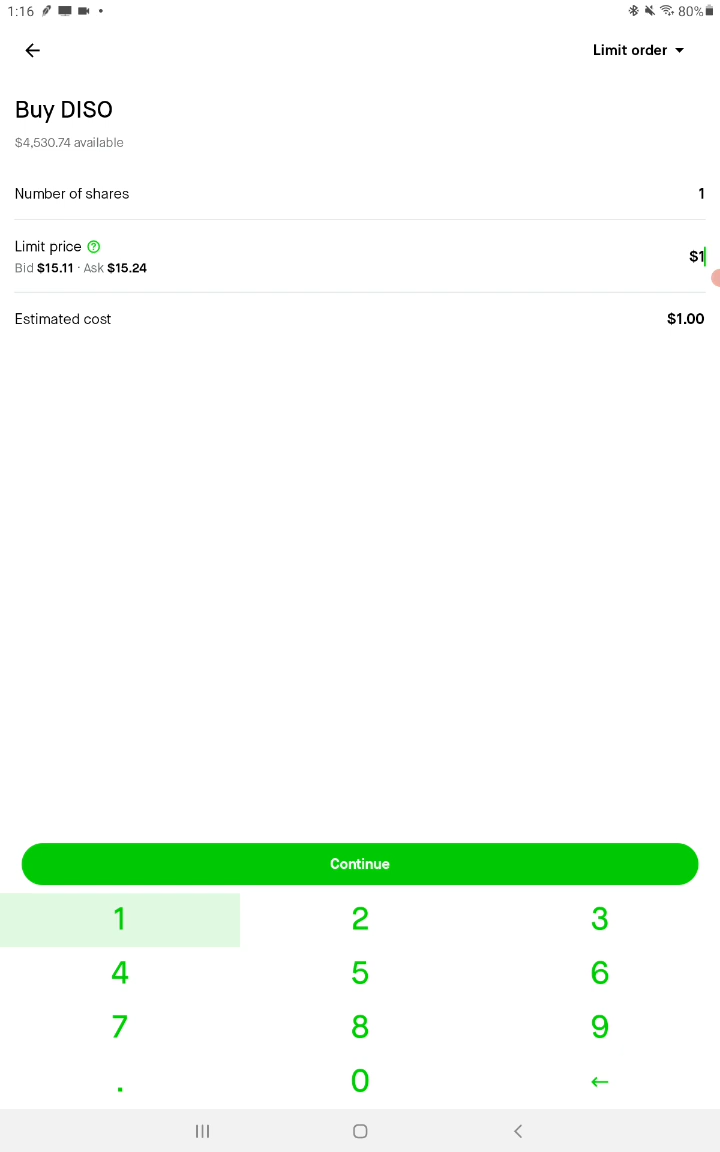 1:16
80%
Limit order
Buy DISO
$4,530.74 available
Number of shares 1
Limit price ?
Bid $15.11 · Ask $15.24
$1
Estimated cost $1.00
Continue
1 2 3
4 5 6
7 8 9
. 0 ←